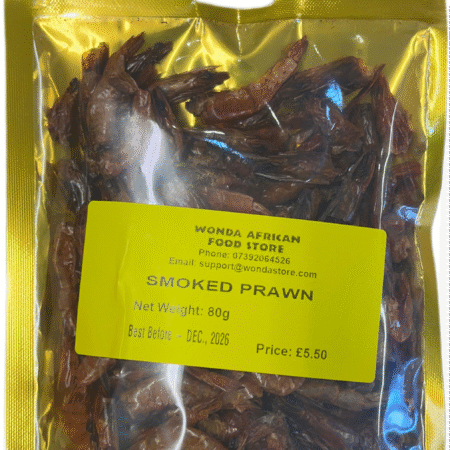 WONDA AFRICAN
FOOD STORE
Phone: 07392064526
Email: support@wondastore.com
SMOKED PRAWN
Net Weight: 80g
Best Before - DEC., 2026
Price: £5.50